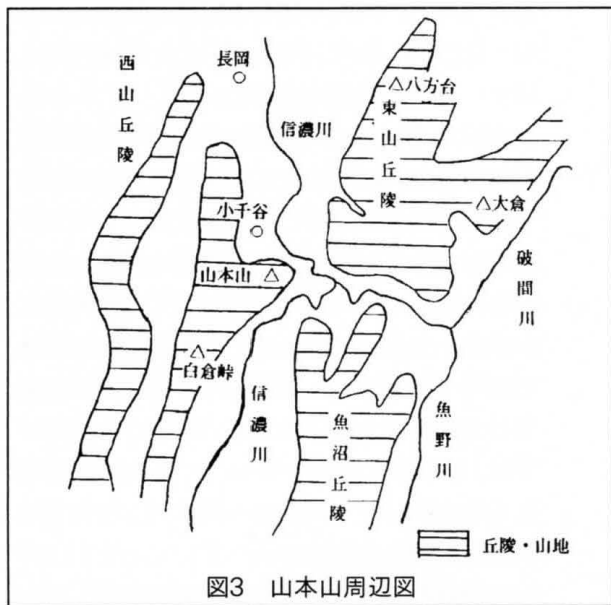 西山丘陵
長岡
信濃川
八方台
東山丘陵
大倉
小千谷
破間川
山本山
白倉峠
信濃川
魚沼丘陵
魚野川
丘陵・山地
図3 山本山周辺図